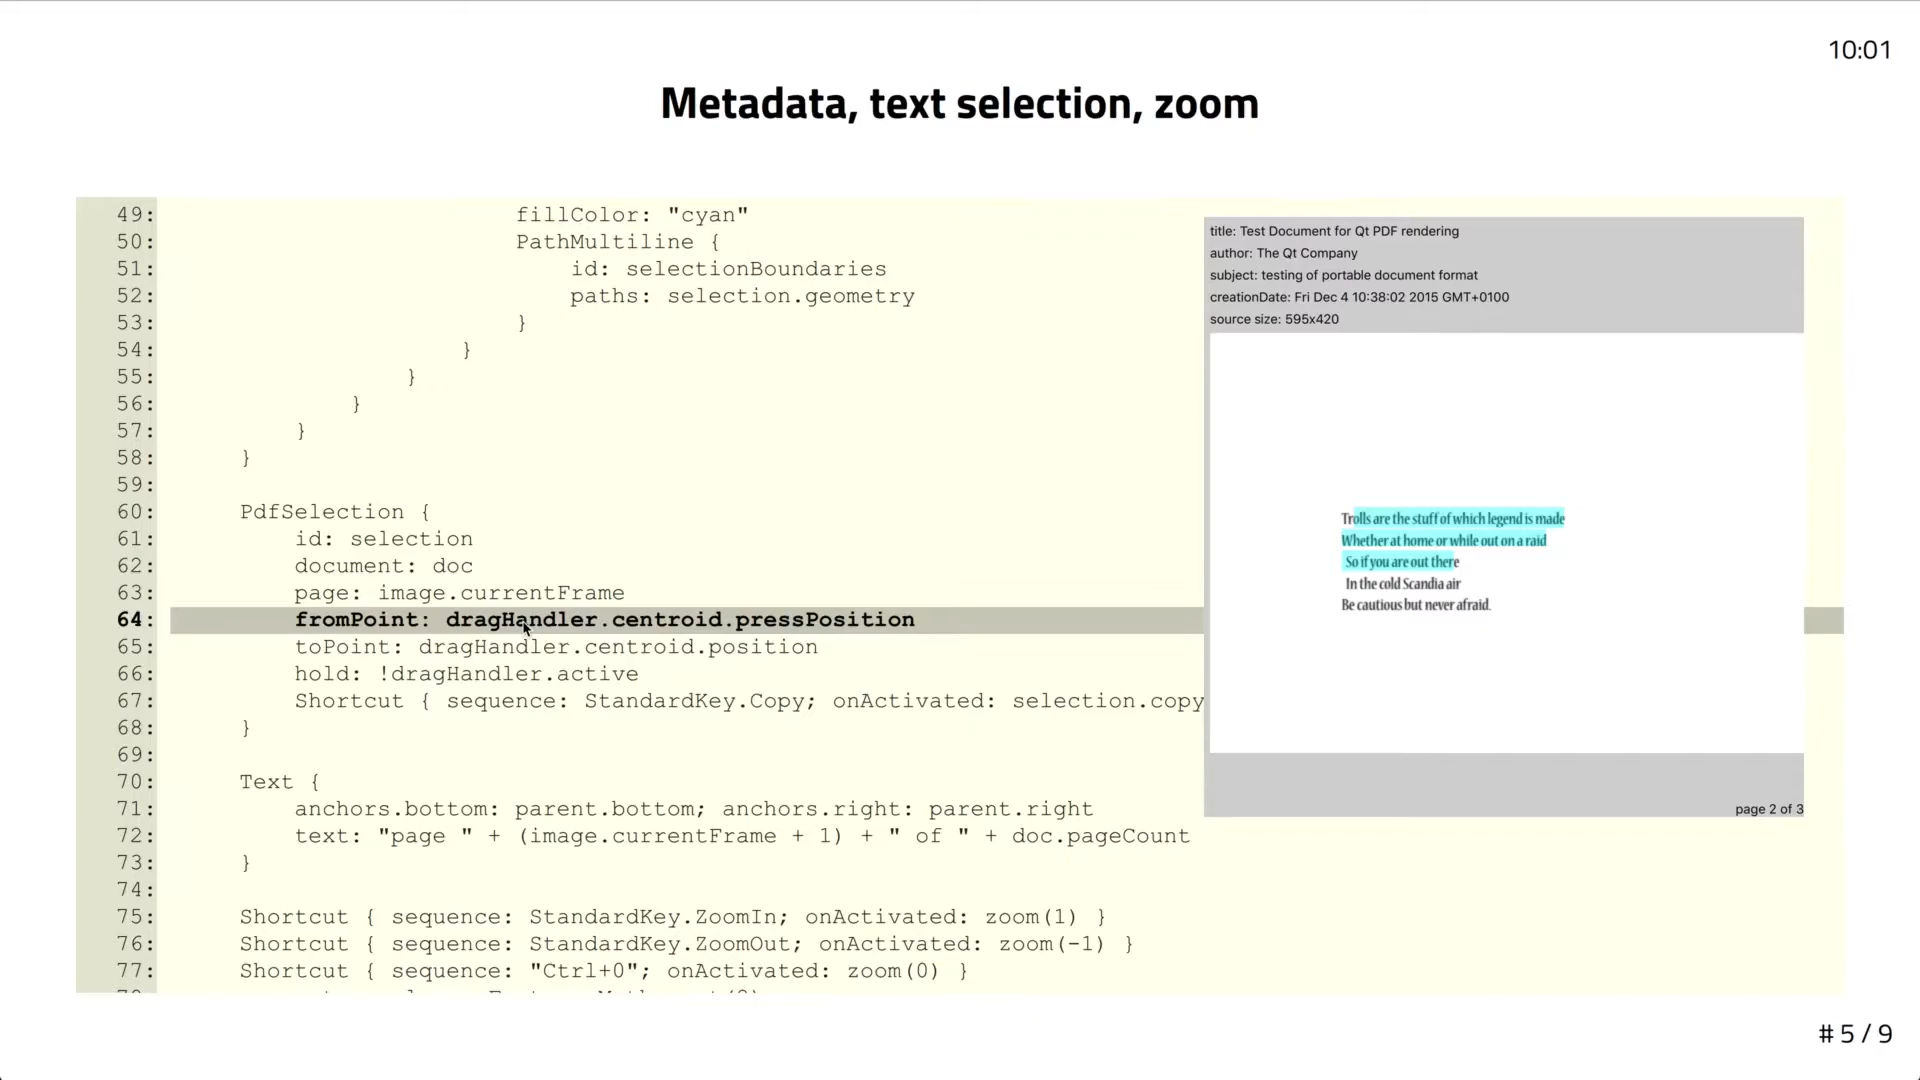 10:01
Metadata, text selection, zoom
49: fillColor: "cyan"
50: PathMultiline {
51: id: selectionBoundaries
52: paths: selection.geometry
53: }
54: }
55: }
56: }
57: }
58: }
59:
60: PdfSelection {
61: id: selection
62: document: doc
63: page: image.currentFrame
64: fromPoint: dragHandler.centroid.pressPosition
65: toPoint: dragHandler.centroid.position
66: hold: !dragHandler.active
67: Shortcut { sequence: StandardKey.Copy; onActivated: selection.copy
68: }
69:
70: Text {
71: anchors.bottom: parent.bottom; anchors.right: parent.right
72: text: "page " + (image.currentFrame + 1) + " of " + doc.pageCount
73: }
74:
75: Shortcut { sequence: StandardKey.ZoomIn; onActivated: zoom(1) }
76: Shortcut { sequence: StandardKey.ZoomOut; onActivated: zoom(-1) }
77: Shortcut { sequence: "Ctrl+0"; onActivated: zoom(0) }
title: Test Document for Qt PDF rendering
author: The Qt Company
subject: testing of portable document format
creationDate: Fri Dec 4 10:38:02 2015 GMT+0100
source size: 595x420
Trolls are the stuff of which legend is made
Whether at home or while out on a raid
So if you are out there
In the cold Scandia air
Be cautious but never afraid.
page 2 of 3
# 5 / 9